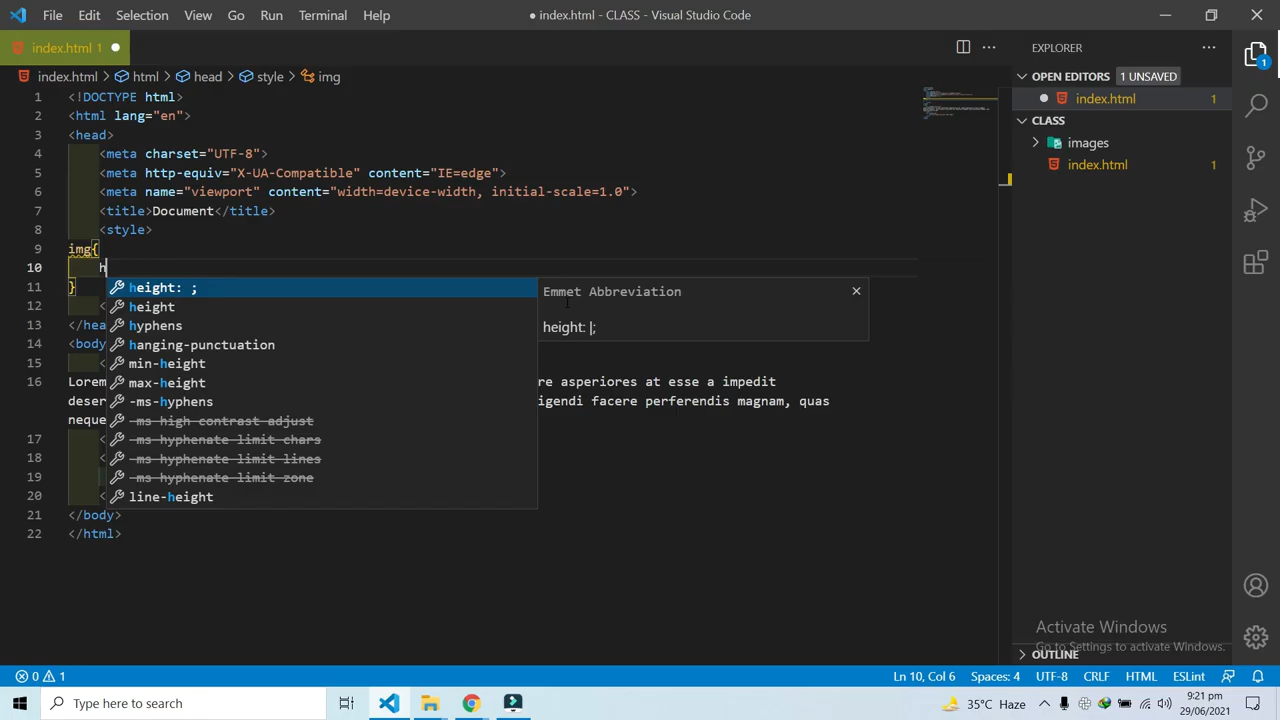 File Edit Selection View Go Run Terminal Help
● index.html - CLASS - Visual Studio Code
index.html 1
index.html > html > head > style > img
1 <!DOCTYPE html>
2 <html lang="en">
3 <head>
4 <meta charset="UTF-8">
5 <meta http-equiv="X-UA-Compatible" content="IE=edge">
6 <meta name="viewport" content="width=device-width, initial-scale=1.0">
7 <title>Document</title>
8 <style>
9 img{
10 h
11 }
12 <
13 </hea
14 <body
15 <
16 Lorem re asperiores at esse a impedit
deser igendi facere perferendis magnam, quas
neque
17 <
18 <
19
20 <
21 </body>
22 </html>
height: ;
height
hyphens
hanging-punctuation
min-height
max-height
-ms-hyphens
-ms-high-contrast-adjust
-ms-hyphenate-limit-chars
-ms-hyphenate-limit-lines
-ms-hyphenate-limit-zone
line-height
Emmet Abbreviation
height: |;
EXPLORER
OPEN EDITORS 1 UNSAVED
index.html 1
CLASS
images
index.html 1
1
OUTLINE
Activate Windows
Go to Settings to activate Windows.
0 1
Ln 10, Col 6 Spaces: 4 UTF-8 CRLF HTML ESLint
Type here to search
35°C Haze
9:21 pm
29/06/2021